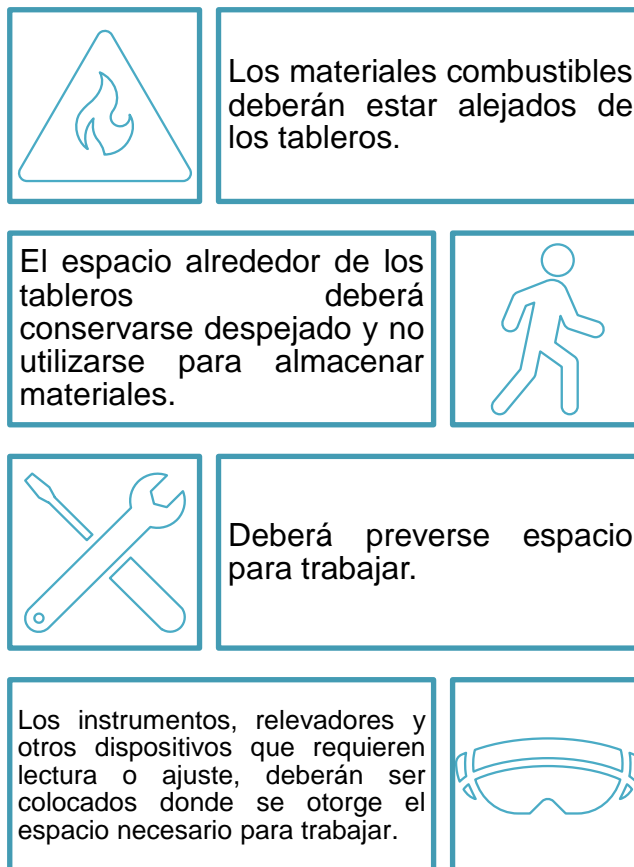 Los materiales combustibles
deberán estar alejados de
los tableros.
El espacio alrededor de los
tableros deberá
conservarse despejado y no
utilizarse para almacenar
materiales.
Deberá preverse espacio
para trabajar.
Los instrumentos, relevadores y
otros dispositivos que requieren
lectura o ajuste, deberán ser
colocados donde se otorge el
espacio necesario para trabajar.